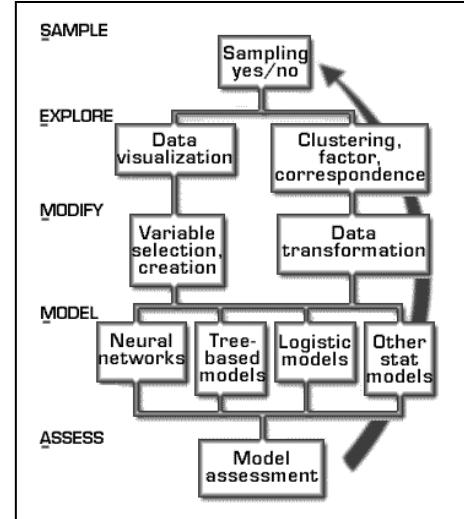 SAMPLE
Sampling
yes/no
EXPLORE
Data
visualization
Clustering,
factor,
correspondence
MODIFY
Variable
selection,
creation
Data
transformation
MODEL
Neural
networks
Tree-
based
models
Logistic
models
Other
stat
models
ASSESS
Model
assessment